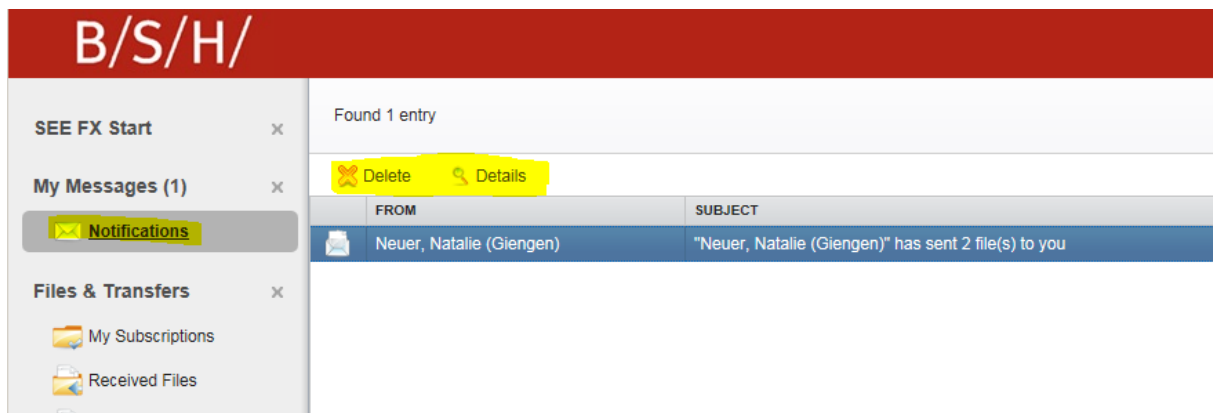 B/S/H/
SEE FX Start
My Messages (1)
Notifications
Files & Transfers
My Subscriptions
Received Files
Found 1 entry
Delete Details
FROM SUBJECT
Neuer, Natalie (Giengen) "Neuer, Natalie (Giengen)" has sent 2 file(s) to you